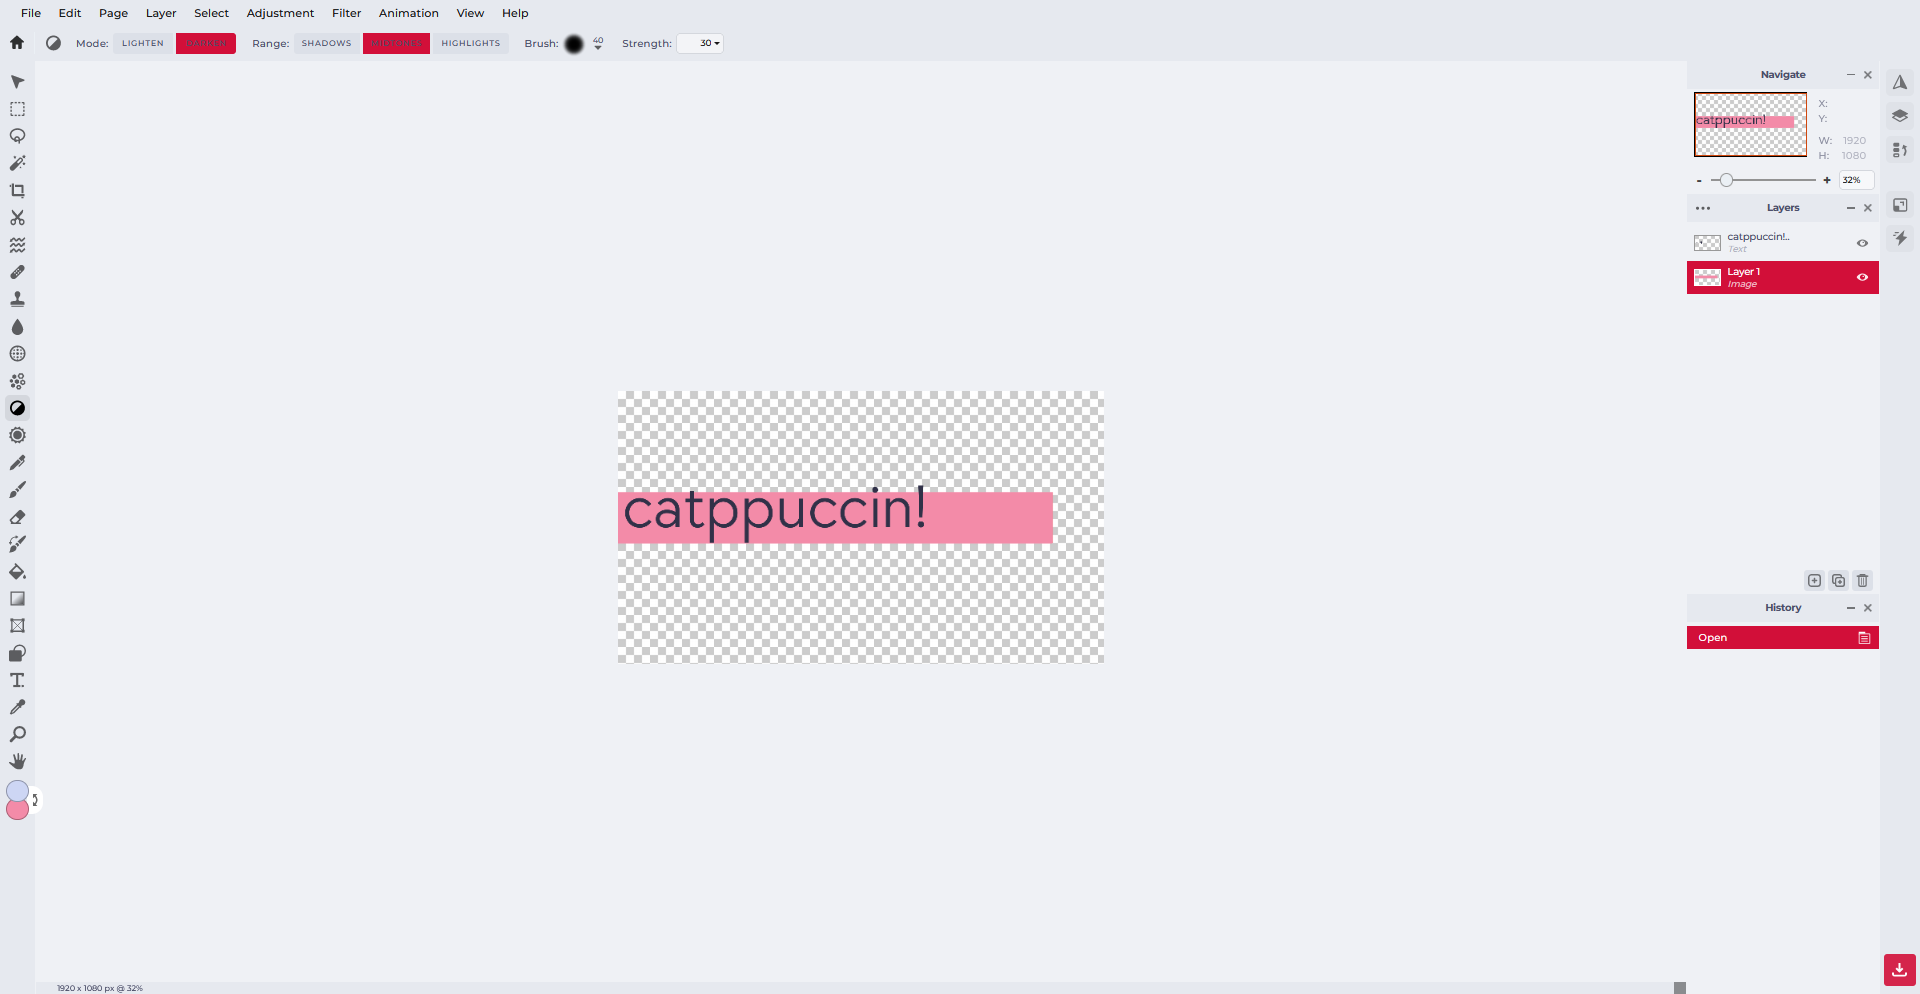 File Edit Page Layer Select Adjustment Filter Animation View Help
Mode: LIGHTEN DARKEN Range: SHADOWS MIDTONES HIGHLIGHTS Brush: 40 Strength: 30
Navigate
catppuccin!
X:
Y:
W: 1920
H: 1080
- + 32%
Layers
catppuccin!..
Text
Layer 1
Image
catppuccin!
History
Open
1920 x 1080 px @ 32%